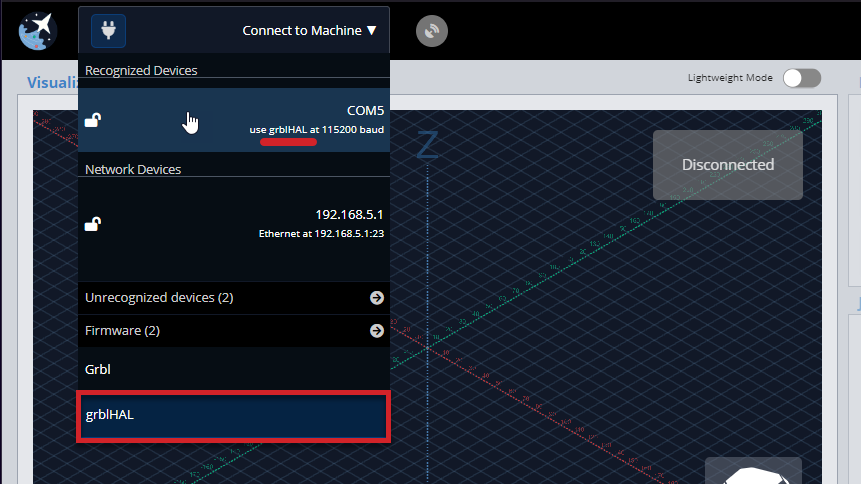 Connect to Machine ▼
Recognized Devices
Visualiz
Lightweight Mode
COM5
use grblHAL at 115200 baud
Z
Disconnected
Network Devices
192.168.5.1
Ethernet at 192.168.5.1:23
Unrecognized devices (2)
Firmware (2)
Grbl
grblHAL